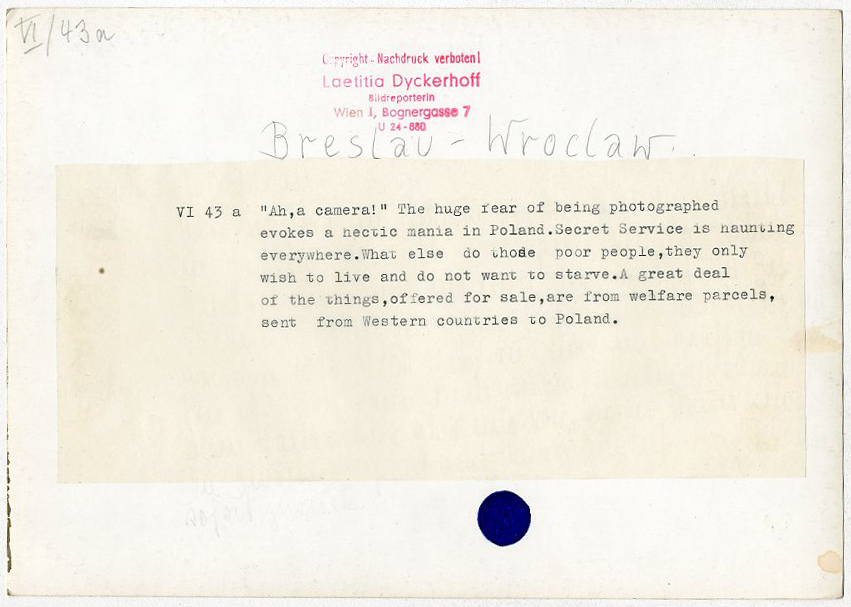 VI/43a
Copyright - Nachdruck verboten!
Laetitia Dyckerhoff
Bildreporterin
Wien I, Bognergasse 7
U 24-880
Breslau - Wroclaw.
VI 43 a "Ah,a camera!" The huge fear of being photographed
evokes a hectic mania in Poland.Secret Service is haunting
everywhere.What else do those poor people,they only
wish to live and do not want to starve.A great deal
of the things,offered for sale,are from welfare parcels,
sent from Western countries to Poland.
sofort zurück